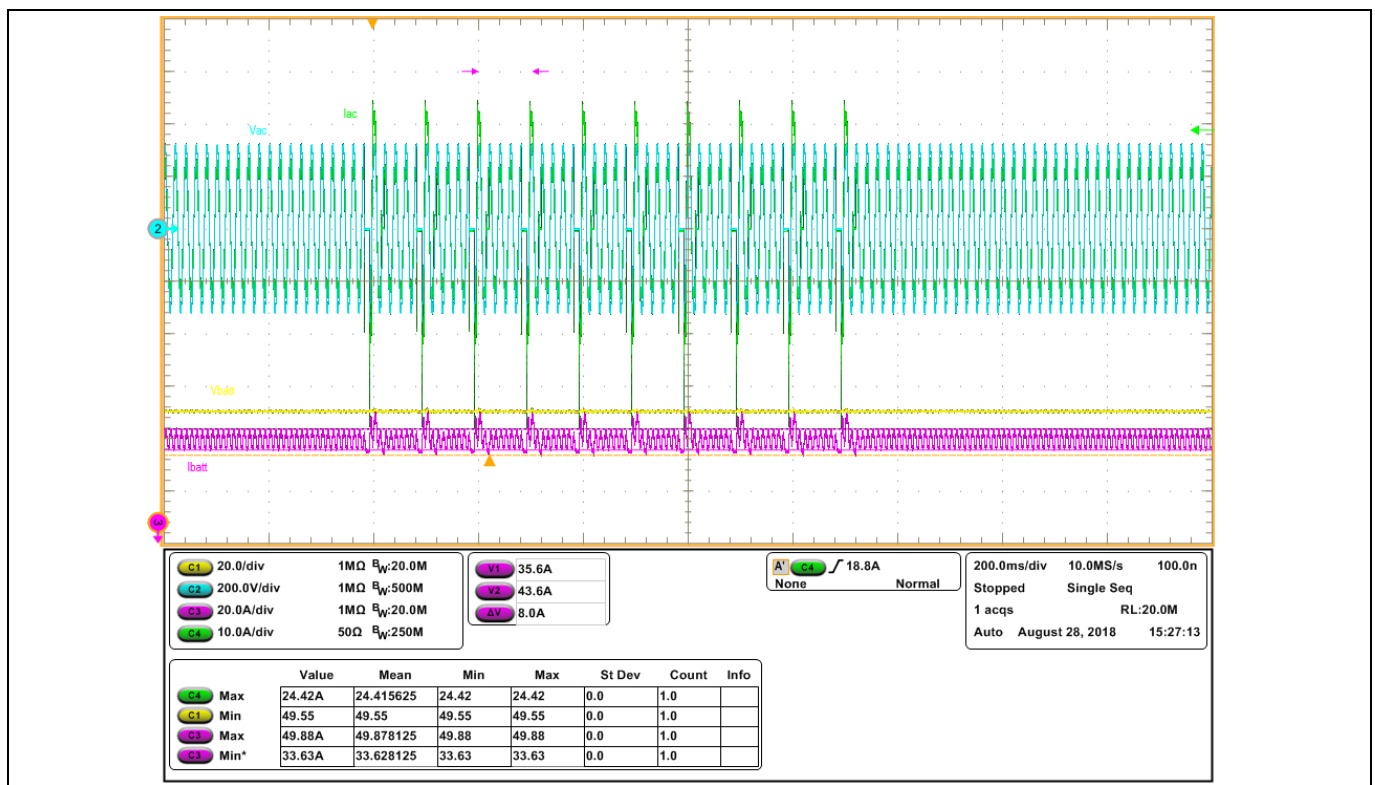 Iac
Vac
2
Vbatt
Ibatt
3
C1 20.0/div 1MΩ BW:20.0M
C2 200.0V/div 1MΩ BW:500M
C3 20.0A/div 1MΩ BW:20.0M
C4 10.0A/div 50Ω BW:250M
V1 35.6A
V2 43.6A
ΔV 8.0A
A' C4 18.8A
None Normal
200.0ms/div 10.0MS/s 100.0n
Stopped Single Seq
1 acqs RL:20.0M
Auto August 28, 2018 15:27:13
Value Mean Min Max St Dev Count Info
C4 Max 24.42A 24.415625 24.42 24.42 0.0 1.0
C1 Min 49.55 49.55 49.55 49.55 0.0 1.0
C3 Max 49.88A 49.878125 49.88 49.88 0.0 1.0
C3 Min* 33.63A 33.628125 33.63 33.63 0.0 1.0